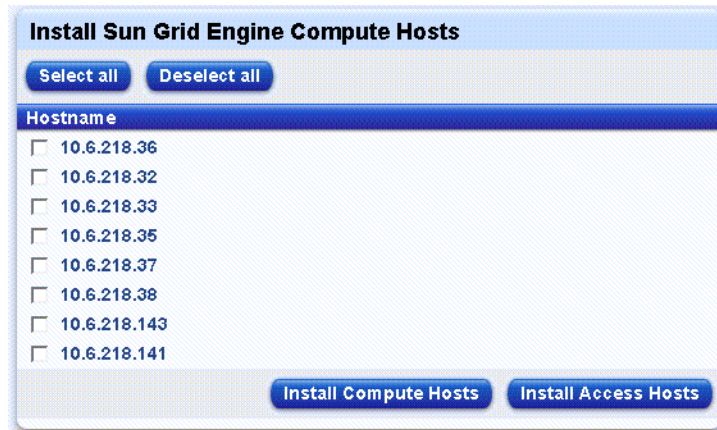 Install Sun Grid Engine Compute Hosts
Select all Deselect all
Hostname
10.6.218.36
10.6.218.32
10.6.218.33
10.6.218.35
10.6.218.37
10.6.218.38
10.6.218.143
10.6.218.141
Install Compute Hosts Install Access Hosts